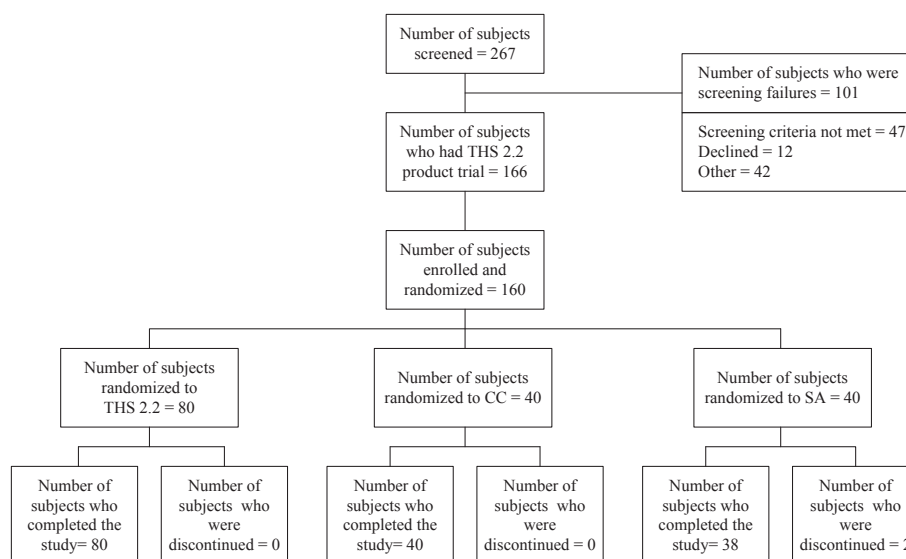 Number of subjects
screened = 267
Number of subjects who were
screening failures = 101
Screening criteria not met = 47
Declined = 12
Other = 42
Number of subjects
who had THS 2.2
product trial = 166
Number of subjects
enrolled and
randomized = 160
Number of subjects
randomized to
THS 2.2 = 80
Number of subjects
randomized to CC = 40
Number of subjects
randomized to SA = 40
Number of
subjects who
completed the
study= 80
Number of
subjects who
were
discontinued = 0
Number of
subjects who
completed the
study= 40
Number of
subjects who
were
discontinued = 0
Number of
subjects who
completed the
study= 38
Number of
subjects who
were
discontinued = 2